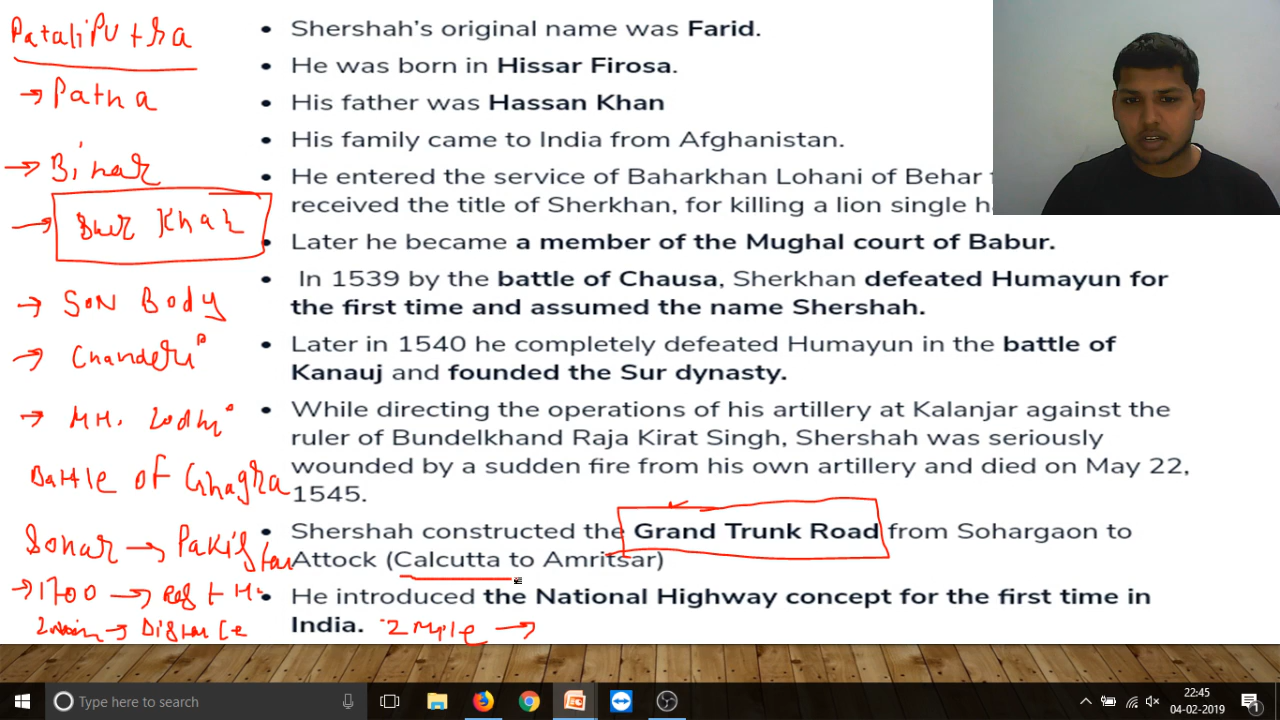 Pataliputra
→ Patna
→ Bihar
→ Sher Khan
→ Son Body
→ Chanderi
→ MH. Lodhi
Battle of Ghagra
Sonar → Pakistan
→ 1700 → Res + H.
→ Distance
• Shershah's original name was Farid.
• He was born in Hissar Firosa.
• His father was Hassan Khan
• His family came to India from Afghanistan.
• He entered the service of Baharkhan Lohani of Behar
received the title of Sherkhan, for killing a lion single
• Later he became a member of the Mughal court of Babur.
• In 1539 by the battle of Chausa, Sherkhan defeated Humayun for
the first time and assumed the name Shershah.
• Later in 1540 he completely defeated Humayun in the battle of
Kanauj and founded the Sur dynasty.
• While directing the operations of his artillery at Kalanjar against the
ruler of Bundelkhand Raja Kirat Singh, Shershah was seriously
wounded by a sudden fire from his own artillery and died on May 22,
1545.
• Shershah constructed the Grand Trunk Road from Sohargaon to
Attock (Calcutta to Amritsar)
• He introduced the National Highway concept for the first time in
India. 2 Mile →
Type here to search
22:45
04-02-2019
1